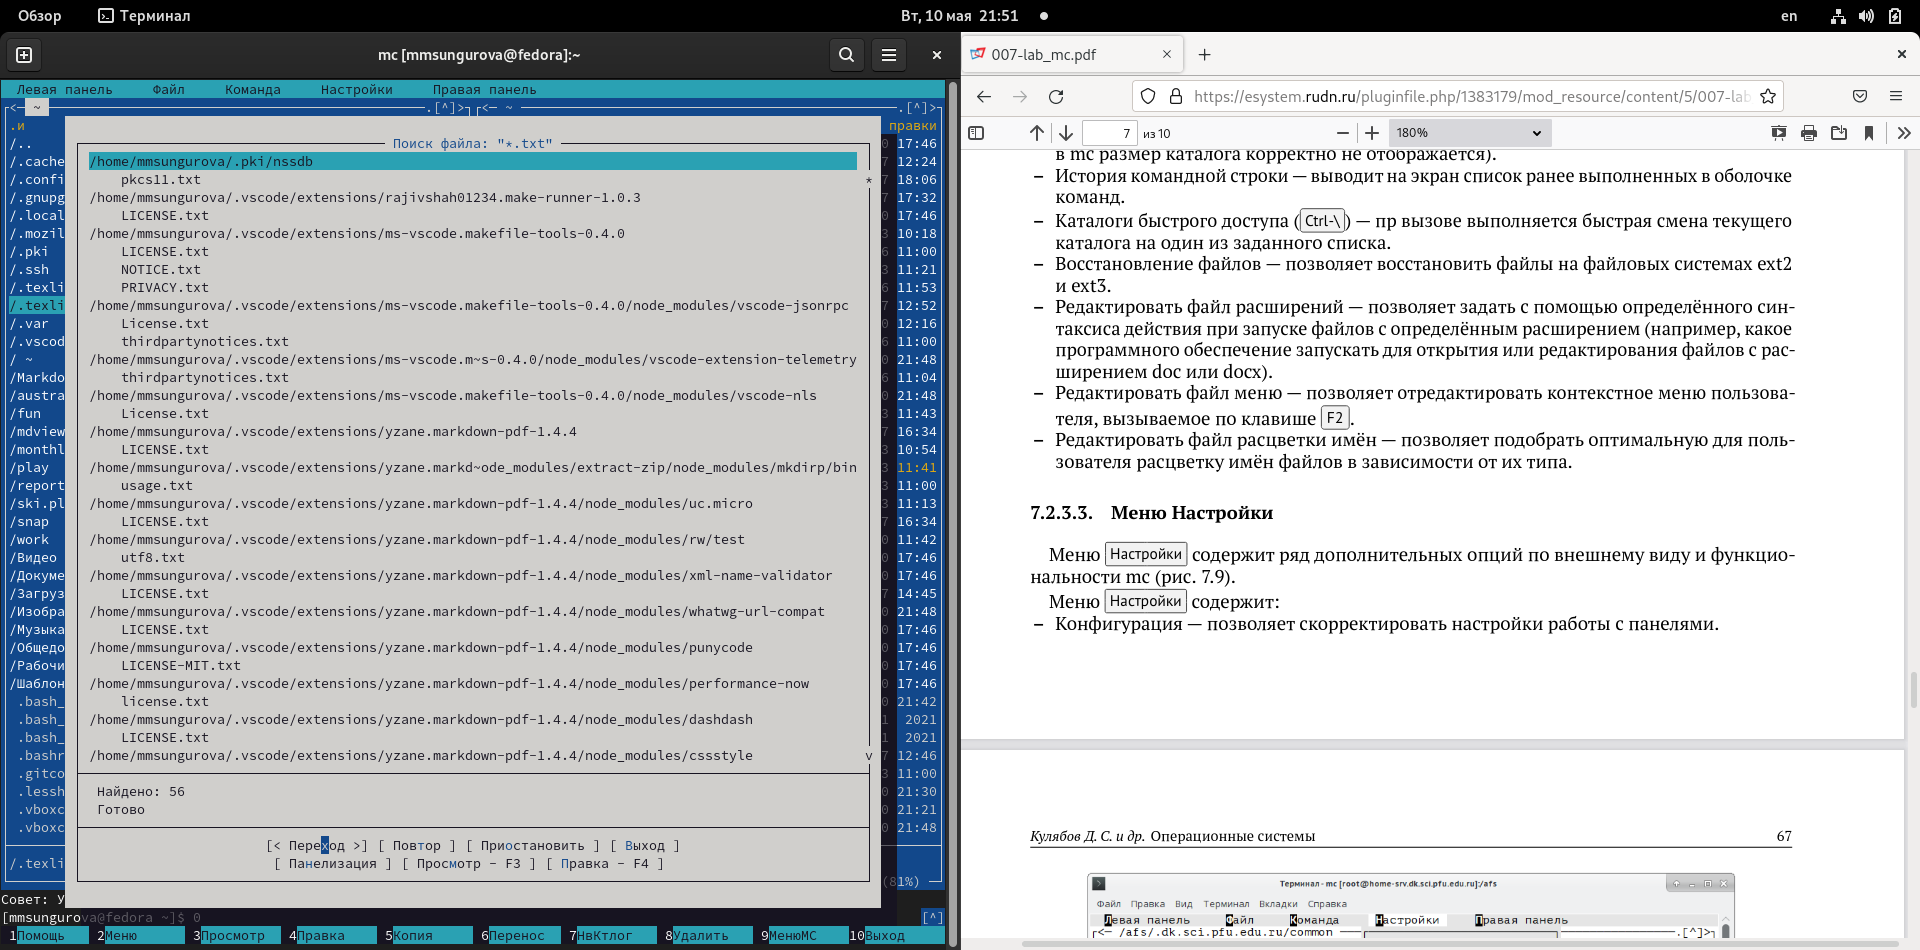 Обзор
Терминал
Вт, 10 мая 21:51
en
mc [mmsungurova@fedora]:~
Левая панель Файл Команда Настройки Правая панель
<─ ~ .[^]> <─ ~ .[^]>
.и правки
/.. 17:46
/.cache 12:24
/.confi 18:06
/.gnupg 17:32
/.local 17:46
/.mozil 10:18
/.pki 11:00
/.ssh 11:21
/.texli 11:53
/.texli 12:52
/.var 12:16
/.vscod 11:00
/ ~ 21:48
/Markdo 11:04
/austra 21:48
/fun 11:43
/mdview 16:34
/monthl 10:54
/play 11:41
/report 11:00
/ski.pl 11:13
/snap 16:34
/work 11:42
/Видео 17:46
/Докуме 17:46
/Загруз 14:45
/Изобра 21:48
/Музыка 17:46
/Общедо 17:46
/Рабочи 17:46
/Шаблон 17:46
.bash_ 21:42
.bash_ 2021
.bash_ 2021
.bashr 12:46
.gitco 11:00
.lessh 21:30
.vboxc 21:21
.vboxc 21:48
/.texli (81%)
Поиск файла: "*.txt"
/home/mmsungurova/.pki/nssdb
pkcs11.txt
/home/mmsungurova/.vscode/extensions/rajivshah01234.make-runner-1.0.3
LICENSE.txt
/home/mmsungurova/.vscode/extensions/ms-vscode.makefile-tools-0.4.0
LICENSE.txt
NOTICE.txt
PRIVACY.txt
/home/mmsungurova/.vscode/extensions/ms-vscode.makefile-tools-0.4.0/node_modules/vscode-jsonrpc
License.txt
thirdpartynotices.txt
/home/mmsungurova/.vscode/extensions/ms-vscode.m~s-0.4.0/node_modules/vscode-extension-telemetry
thirdpartynotices.txt
/home/mmsungurova/.vscode/extensions/ms-vscode.makefile-tools-0.4.0/node_modules/vscode-nls
License.txt
/home/mmsungurova/.vscode/extensions/yzane.markdown-pdf-1.4.4
LICENSE.txt
/home/mmsungurova/.vscode/extensions/yzane.markd~ode_modules/extract-zip/node_modules/mkdirp/bin
usage.txt
/home/mmsungurova/.vscode/extensions/yzane.markdown-pdf-1.4.4/node_modules/uc.micro
LICENSE.txt
/home/mmsungurova/.vscode/extensions/yzane.markdown-pdf-1.4.4/node_modules/rw/test
utf8.txt
/home/mmsungurova/.vscode/extensions/yzane.markdown-pdf-1.4.4/node_modules/xml-name-validator
LICENSE.txt
/home/mmsungurova/.vscode/extensions/yzane.markdown-pdf-1.4.4/node_modules/whatwg-url-compat
LICENSE.txt
/home/mmsungurova/.vscode/extensions/yzane.markdown-pdf-1.4.4/node_modules/punycode
LICENSE-MIT.txt
/home/mmsungurova/.vscode/extensions/yzane.markdown-pdf-1.4.4/node_modules/performance-now
license.txt
/home/mmsungurova/.vscode/extensions/yzane.markdown-pdf-1.4.4/node_modules/dashdash
LICENSE.txt
/home/mmsungurova/.vscode/extensions/yzane.markdown-pdf-1.4.4/node_modules/cssstyle
Найдено: 56
Готово
[< Переход >] [ Повтор ] [ Приостановить ] [ Выход ]
[ Панелизация ] [ Просмотр - F3 ] [ Правка - F4 ]
Совет: У
[mmsungurova@fedora ~]$ 0 [^]
1Помощь 2Меню 3Просмотр 4Правка 5Копия 6Перенос 7НвКтлог 8Удалить 9МенюМС 10Выход
007-lab_mc.pdf
https://esystem.rudn.ru/pluginfile.php/1383179/mod_resource/content/5/007-lab
7 из 10
180%
в mc размер каталога корректно не отображается).
– История командной строки — выводит на экран список ранее выполненных в оболочке
команд.
– Каталоги быстрого доступа ( Ctrl-\ ) — пр вызове выполняется быстрая смена текущего
каталога на один из заданного списка.
– Восстановление файлов — позволяет восстановить файлы на файловых системах ext2
и ext3.
– Редактировать файл расширений — позволяет задать с помощью определённого син-
таксиса действия при запуске файлов с определённым расширением (например, какое
программного обеспечение запускать для открытия или редактирования файлов с рас-
ширением doc или docx).
– Редактировать файл меню — позволяет отредактировать контекстное меню пользова-
теля, вызываемое по клавише F2 .
– Редактировать файл расцветки имён — позволяет подобрать оптимальную для поль-
зователя расцветку имён файлов в зависимости от их типа.
7.2.3.3. Меню Настройки
Меню Настройки содержит ряд дополнительных опций по внешнему виду и функцио-
нальности mc (рис. 7.9).
Меню Настройки содержит:
– Конфигурация — позволяет скорректировать настройки работы с панелями.
Кулябов Д. С. и др. Операционные системы 67
Терминал - mc [root@home-srv.dk.sci.pfu.edu.ru]:/afs
Файл Правка Вид Терминал Вкладки Справка
Левая панель Файл Команда Настройки Правая панель
<─ /afs/.dk.sci.pfu.edu.ru/common .[^]>